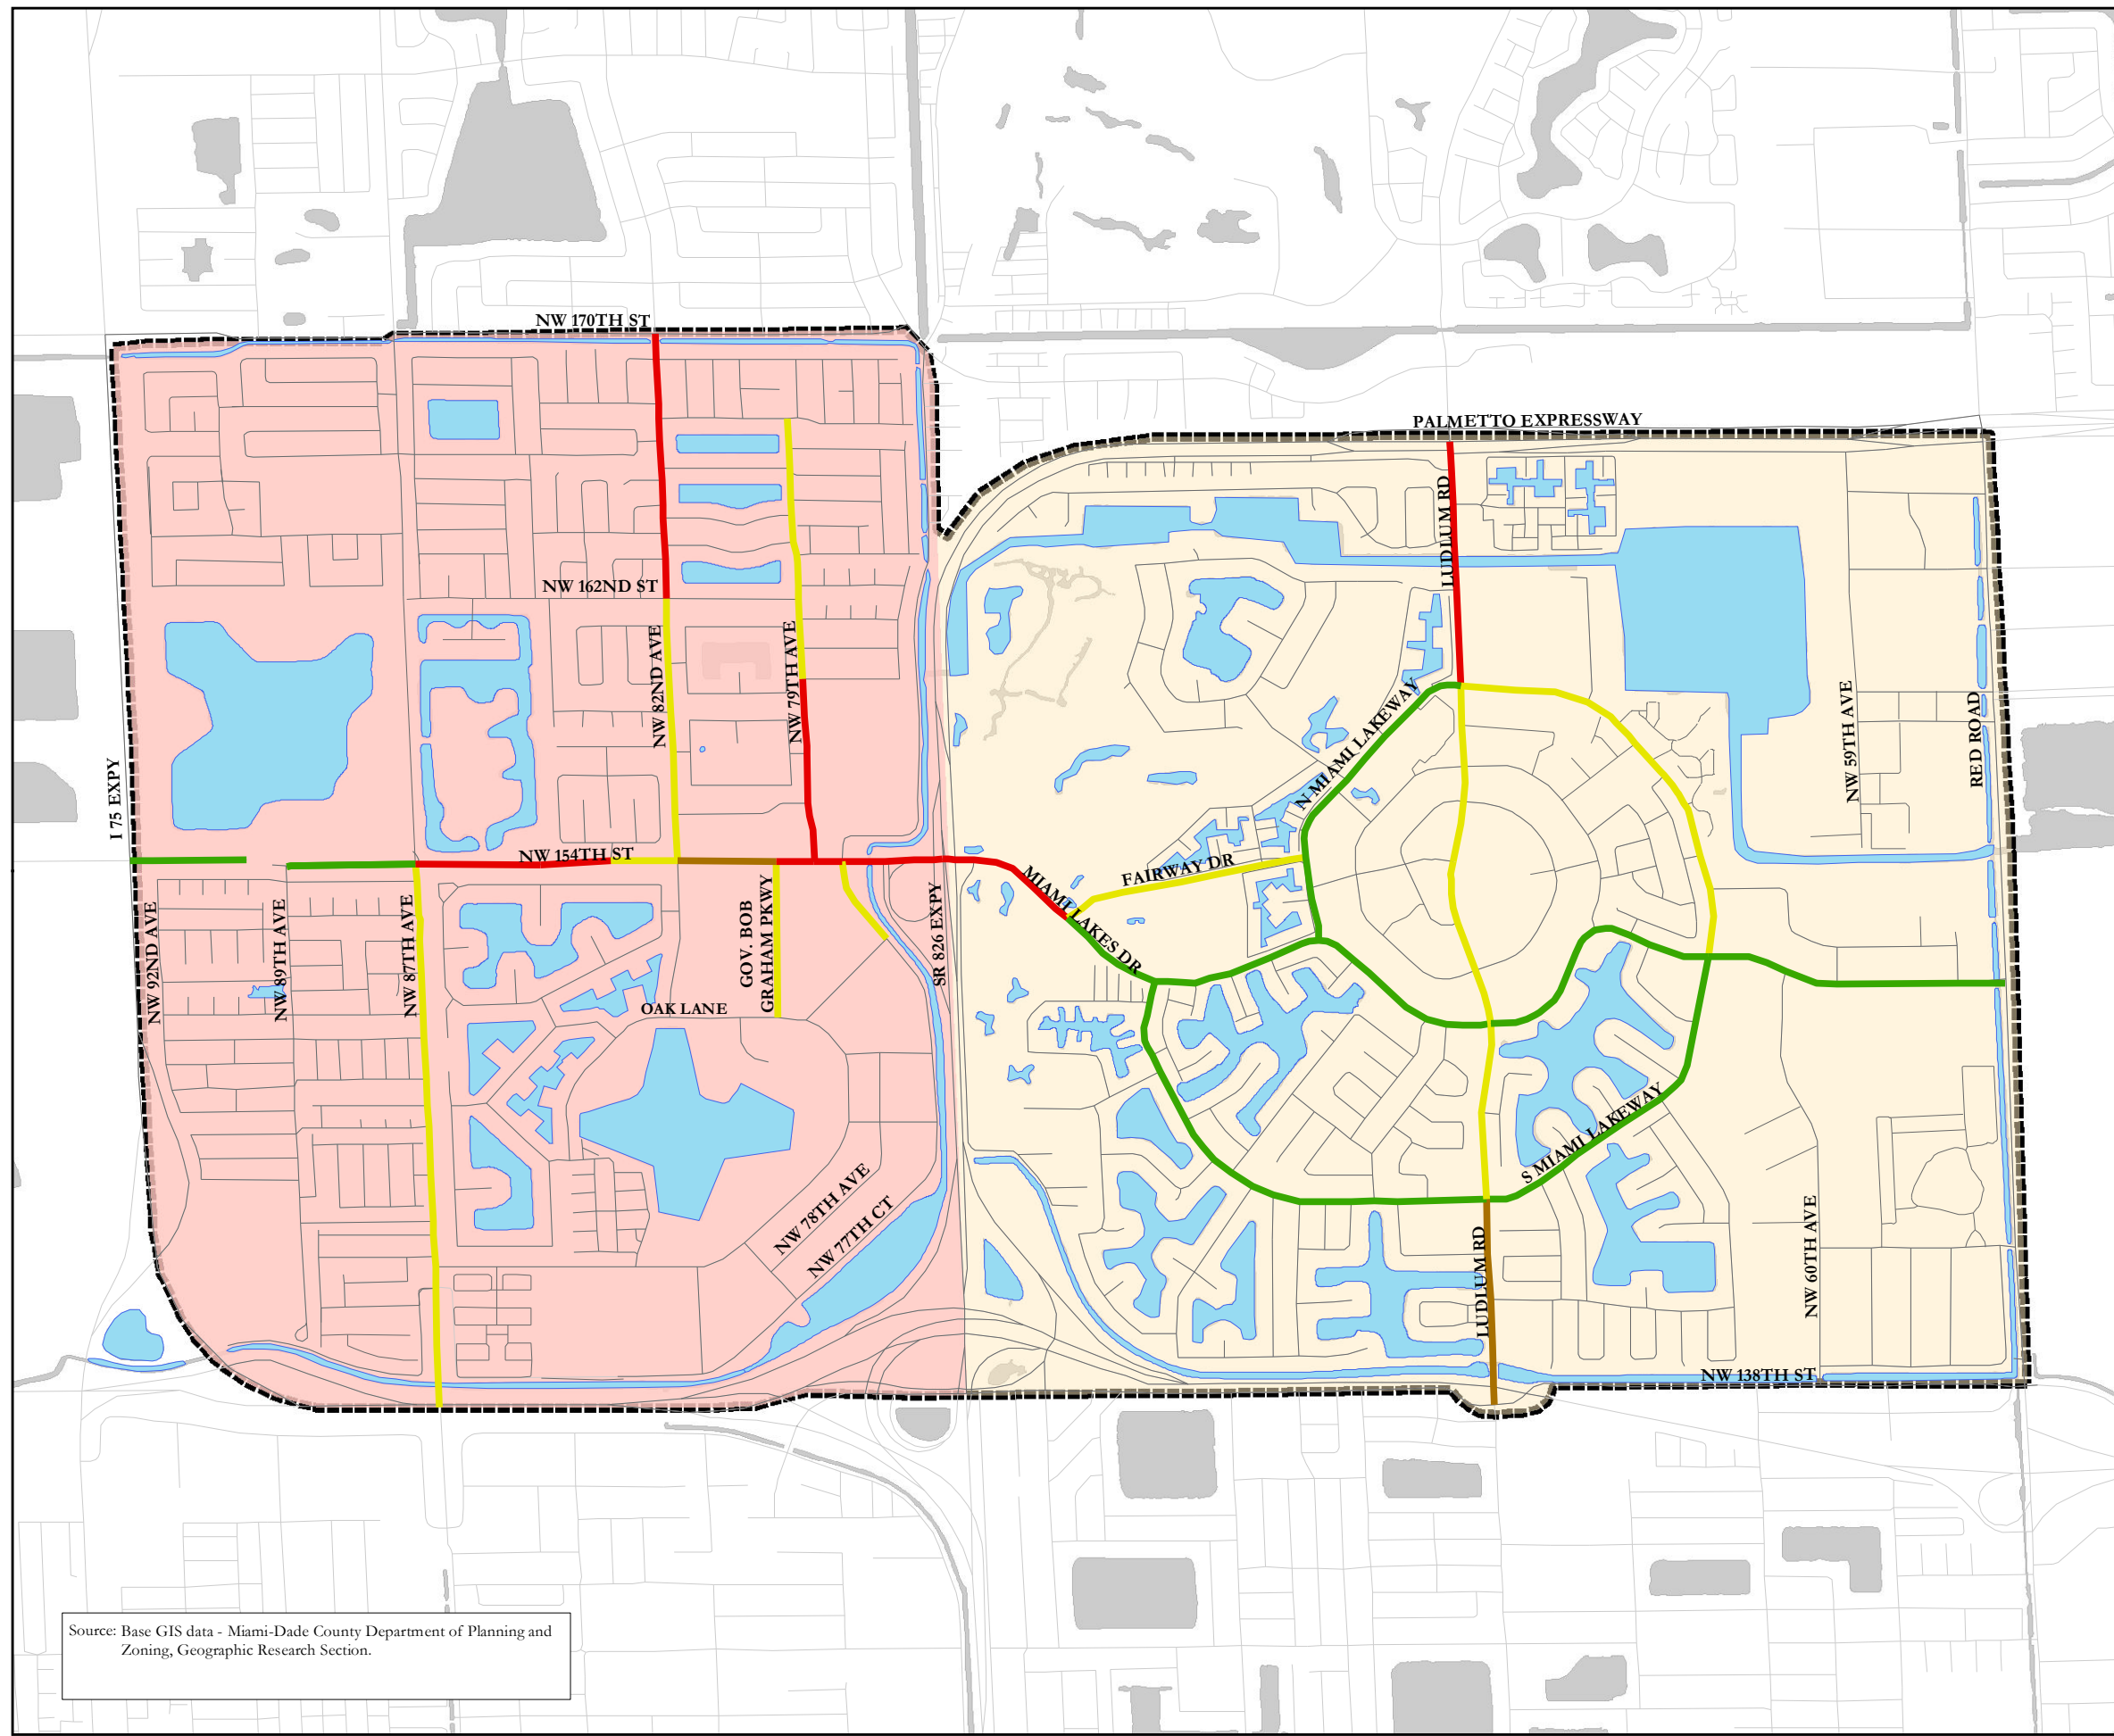 NW 170TH ST
PALMETTO EXPRESSWAY
LUDLUM RD
NW 162ND ST
NW 82ND AVE
NW 79TH AVE
N MIAMI LAKEWAY
NW 59TH AVE
RED ROAD
I 75 EXPY
NW 154TH ST
FAIRWAY DR
MIAMI LAKES DR
NW 92ND AVE
NW 89TH AVE
NW 87TH AVE
GOV. BOB
GRAHAM PKWY
SR 826 EXPY
OAK LANE
S MIAMI LAKEWAY
NW 78TH AVE
NW 77TH CT
LUDLUM RD
NW 60TH AVE
NW 138TH ST
Source: Base GIS data - Miami-Dade County Department of Planning and
Zoning, Geographic Research Section.